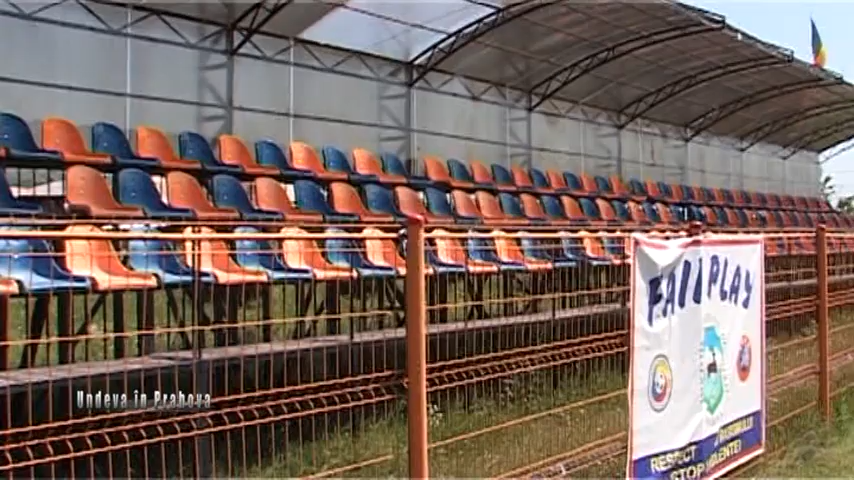 FAIR PLAY
RESPECT
STOP VIOLENTEI
Undeva in Prahova